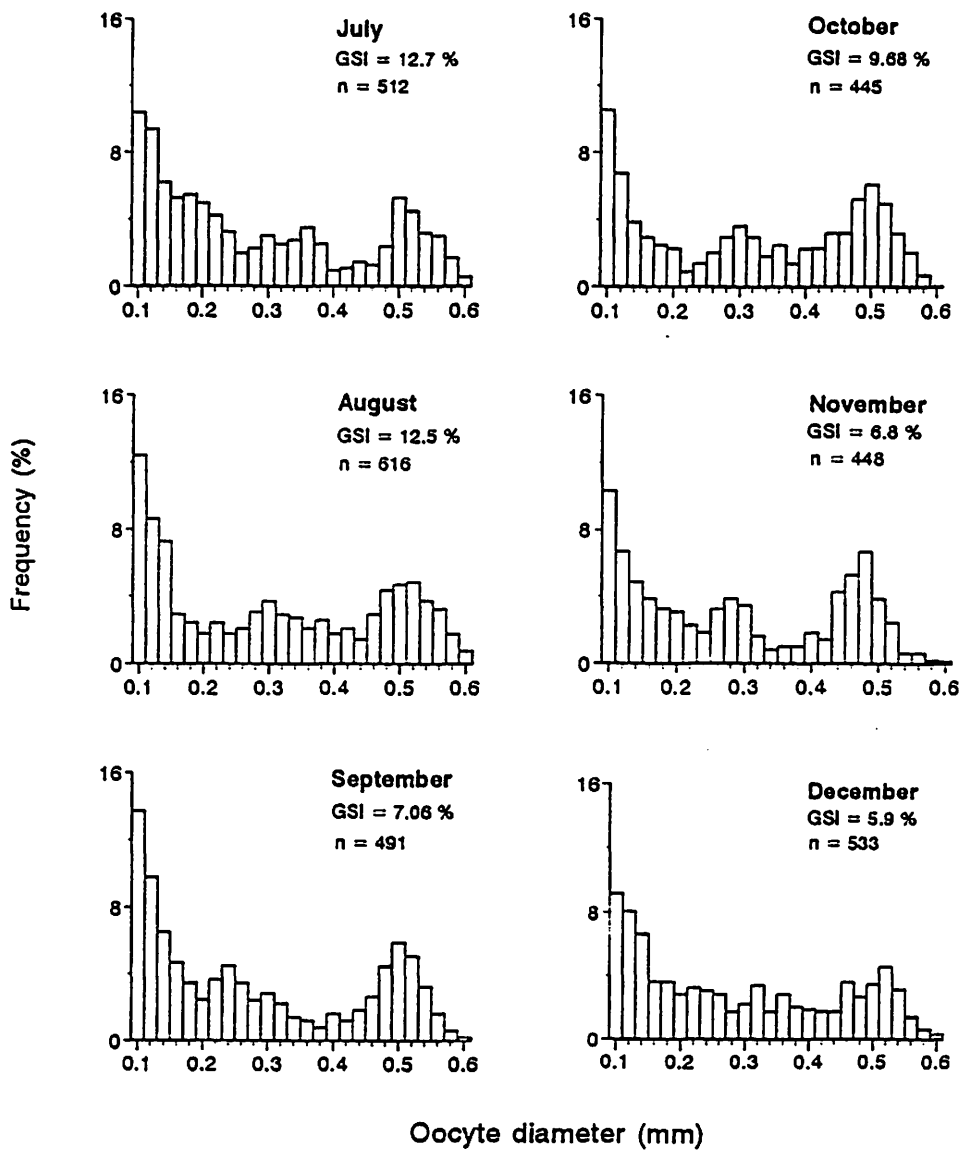 July
GSI = 12.7 %
n = 512
16
8
0
0.1 0.2 0.3 0.4 0.5 0.6
October
GSI = 9.68 %
n = 445
16
8
0
0.1 0.2 0.3 0.4 0.5 0.6
August
GSI = 12.5 %
n = 616
16
8
0
0.1 0.2 0.3 0.4 0.5 0.6
November
GSI = 6.8 %
n = 448
16
8
0
0.1 0.2 0.3 0.4 0.5 0.6
Frequency (%)
September
GSI = 7.06 %
n = 491
16
8
0
0.1 0.2 0.3 0.4 0.5 0.6
December
GSI = 5.9 %
n = 533
16
8
0
0.1 0.2 0.3 0.4 0.5 0.6
Oocyte diameter (mm)